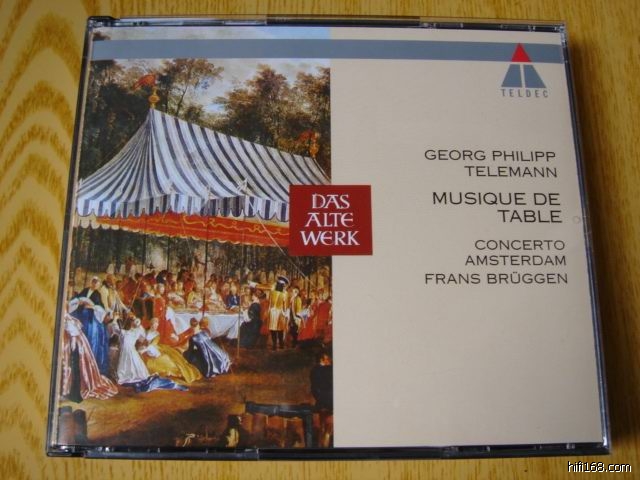 TELDEC
GEORG PHILIPP
TELEMANN
MUSIQUE DE
TABLE
CONCERTO
AMSTERDAM
FRANS BRÜGGEN
DAS
ALTE
WERK
hifi168.com